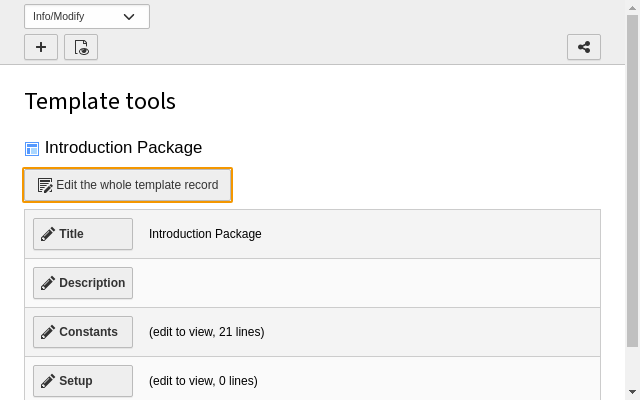 Info/Modify
Template tools
Introduction Package
Edit the whole template record
Title Introduction Package
Description
Constants (edit to view, 21 lines)
Setup (edit to view, 0 lines)